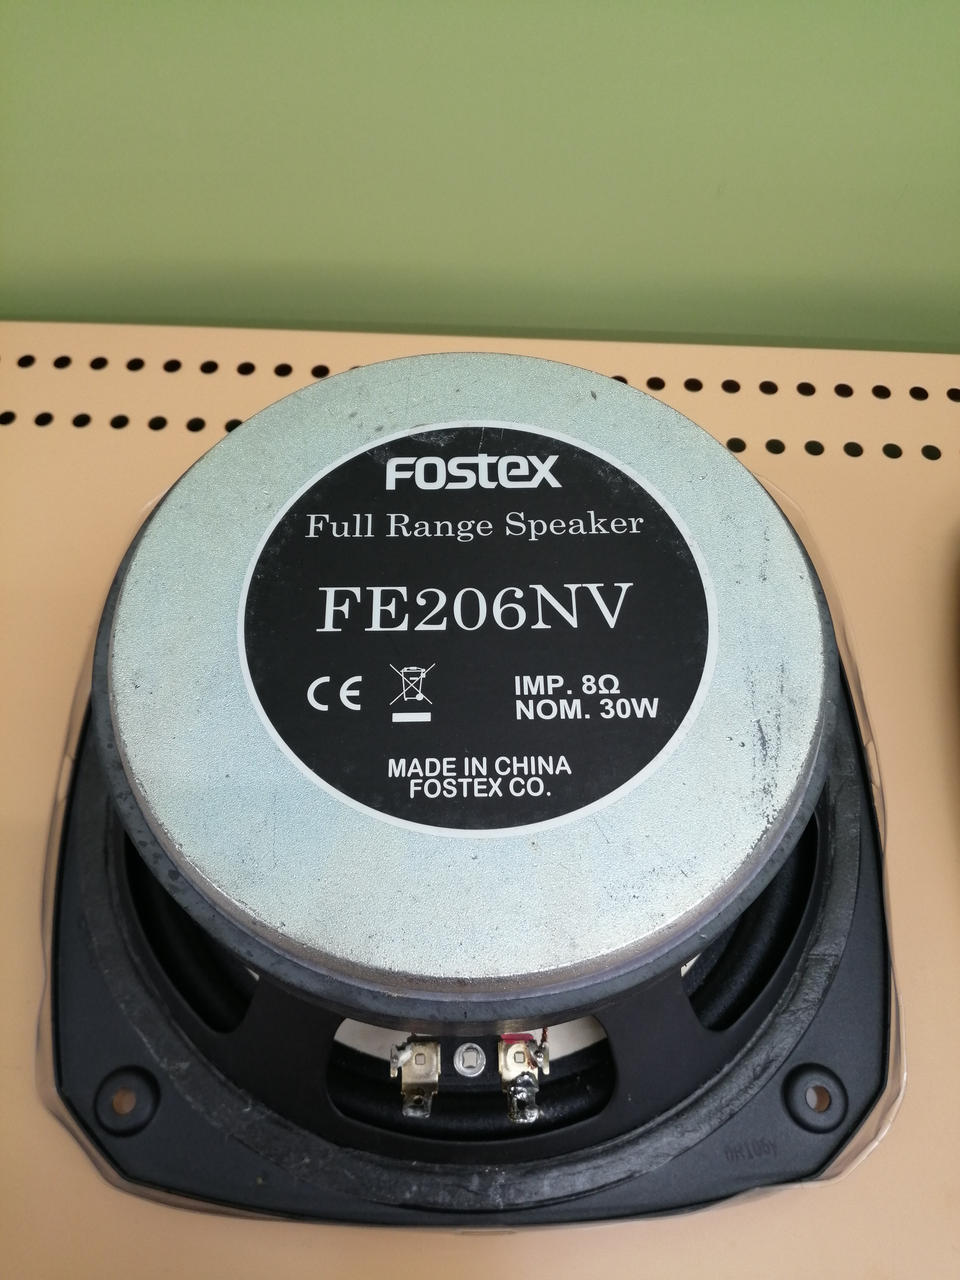 FOSTEX
Full Range Speaker
FE206NV
CE
IMP. 8Ω
NOM. 30W
MADE IN CHINA
FOSTEX CO.